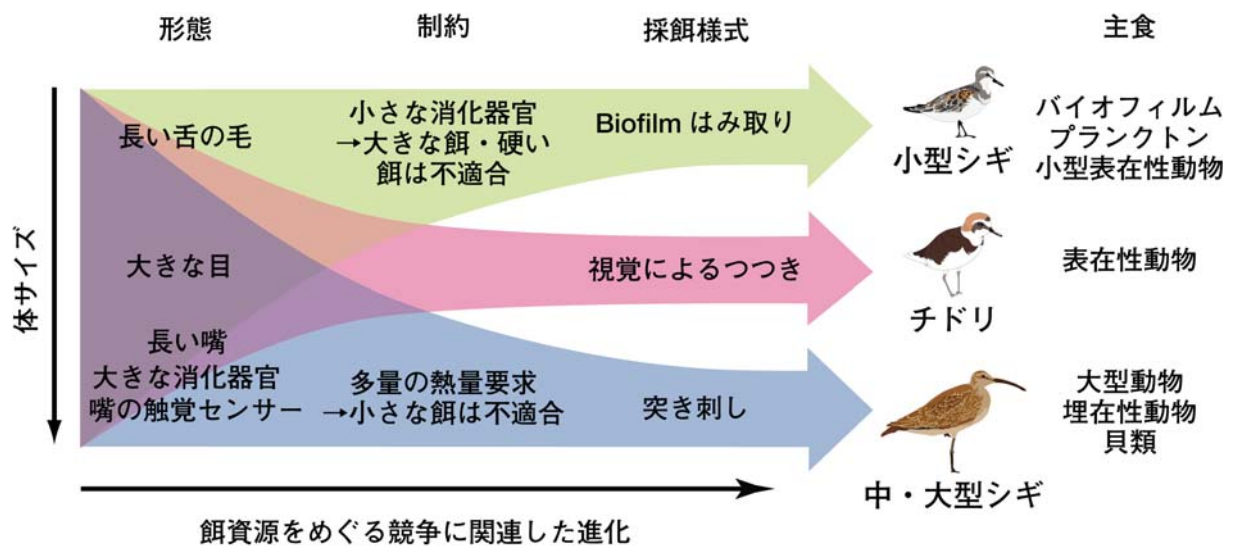 形態
制約
採餌様式
主食
長い舌の毛
小さな消化器官
→大きな餌・硬い
餌は不適合
Biofilm はみ取り
小型シギ
バイオフィルム
プランクトン
小型表在性動物
体サイズ
大きな目
視覚によるつつき
チドリ
表在性動物
長い嘴
大きな消化器官
嘴の触覚センサー
多量の熱量要求
→小さな餌は不適合
突き刺し
中・大型シギ
大型動物
埋在性動物
貝類
餌資源をめぐる競争に関連した進化